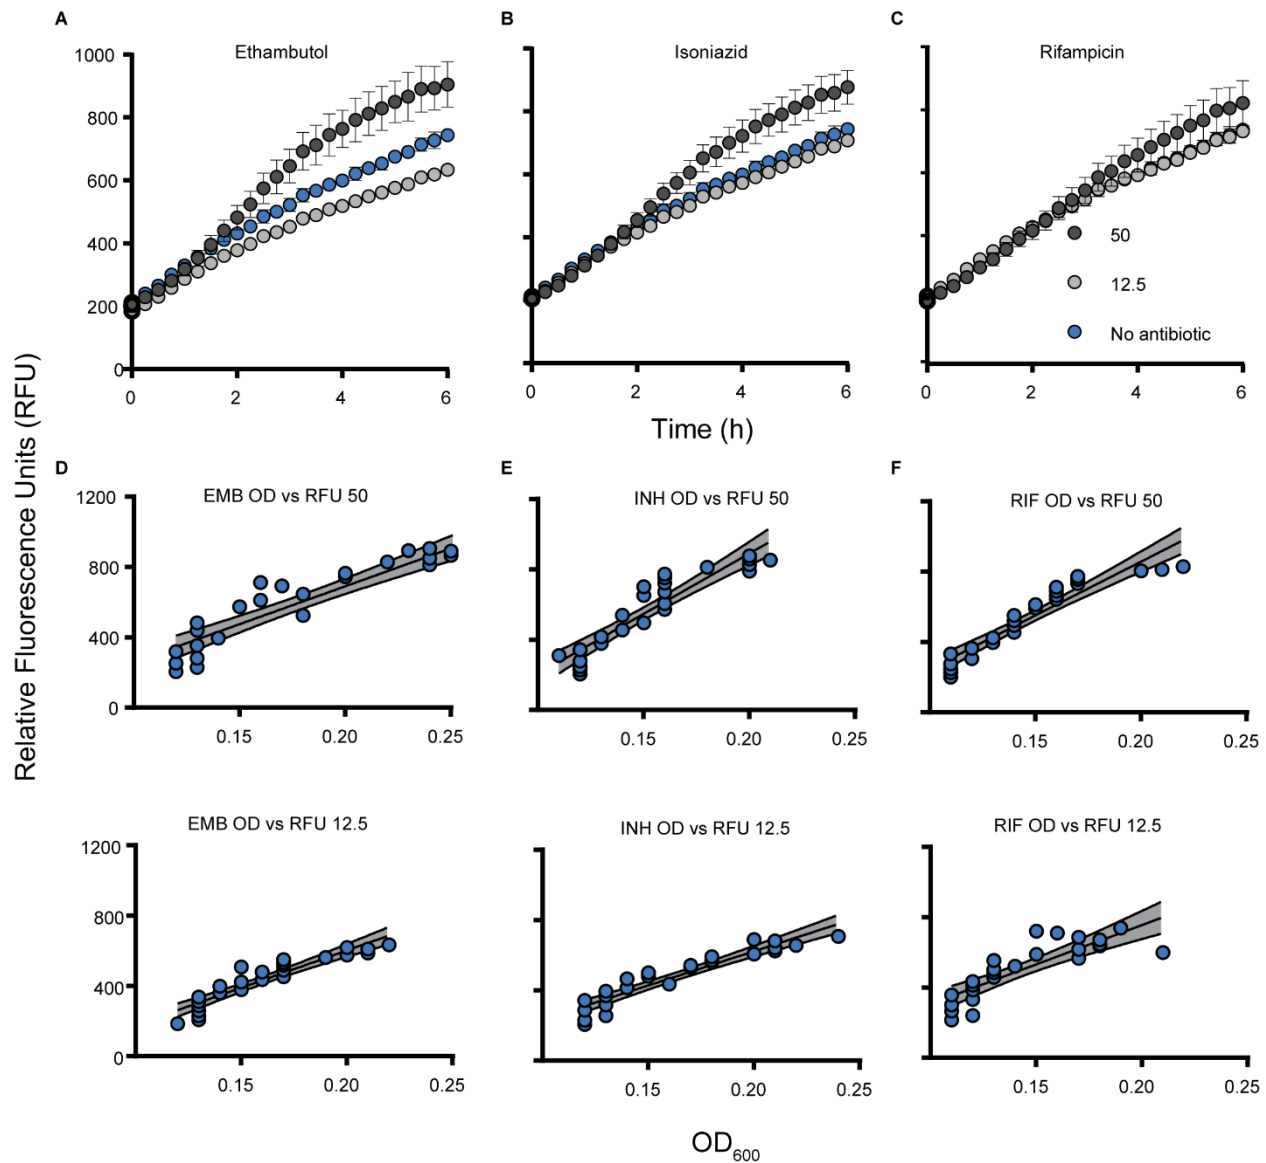 A B C
Ethambutol Isoniazid Rifampicin
1000
800
600
400
200
0
50
12.5
No antibiotic
0 2 4 6 0 2 4 6 0 2 4 6
Time (h)
Relative Fluorescence Units (RFU)
D E F
EMB OD vs RFU 50 INH OD vs RFU 50 RIF OD vs RFU 50
1200
800
400
0
0.15 0.20 0.25 0.15 0.20 0.25 0.15 0.20 0.25
EMB OD vs RFU 12.5 INH OD vs RFU 12.5 RIF OD vs RFU 12.5
1200
800
400
0
0.15 0.20 0.25 0.15 0.20 0.25 0.15 0.20 0.25
OD600